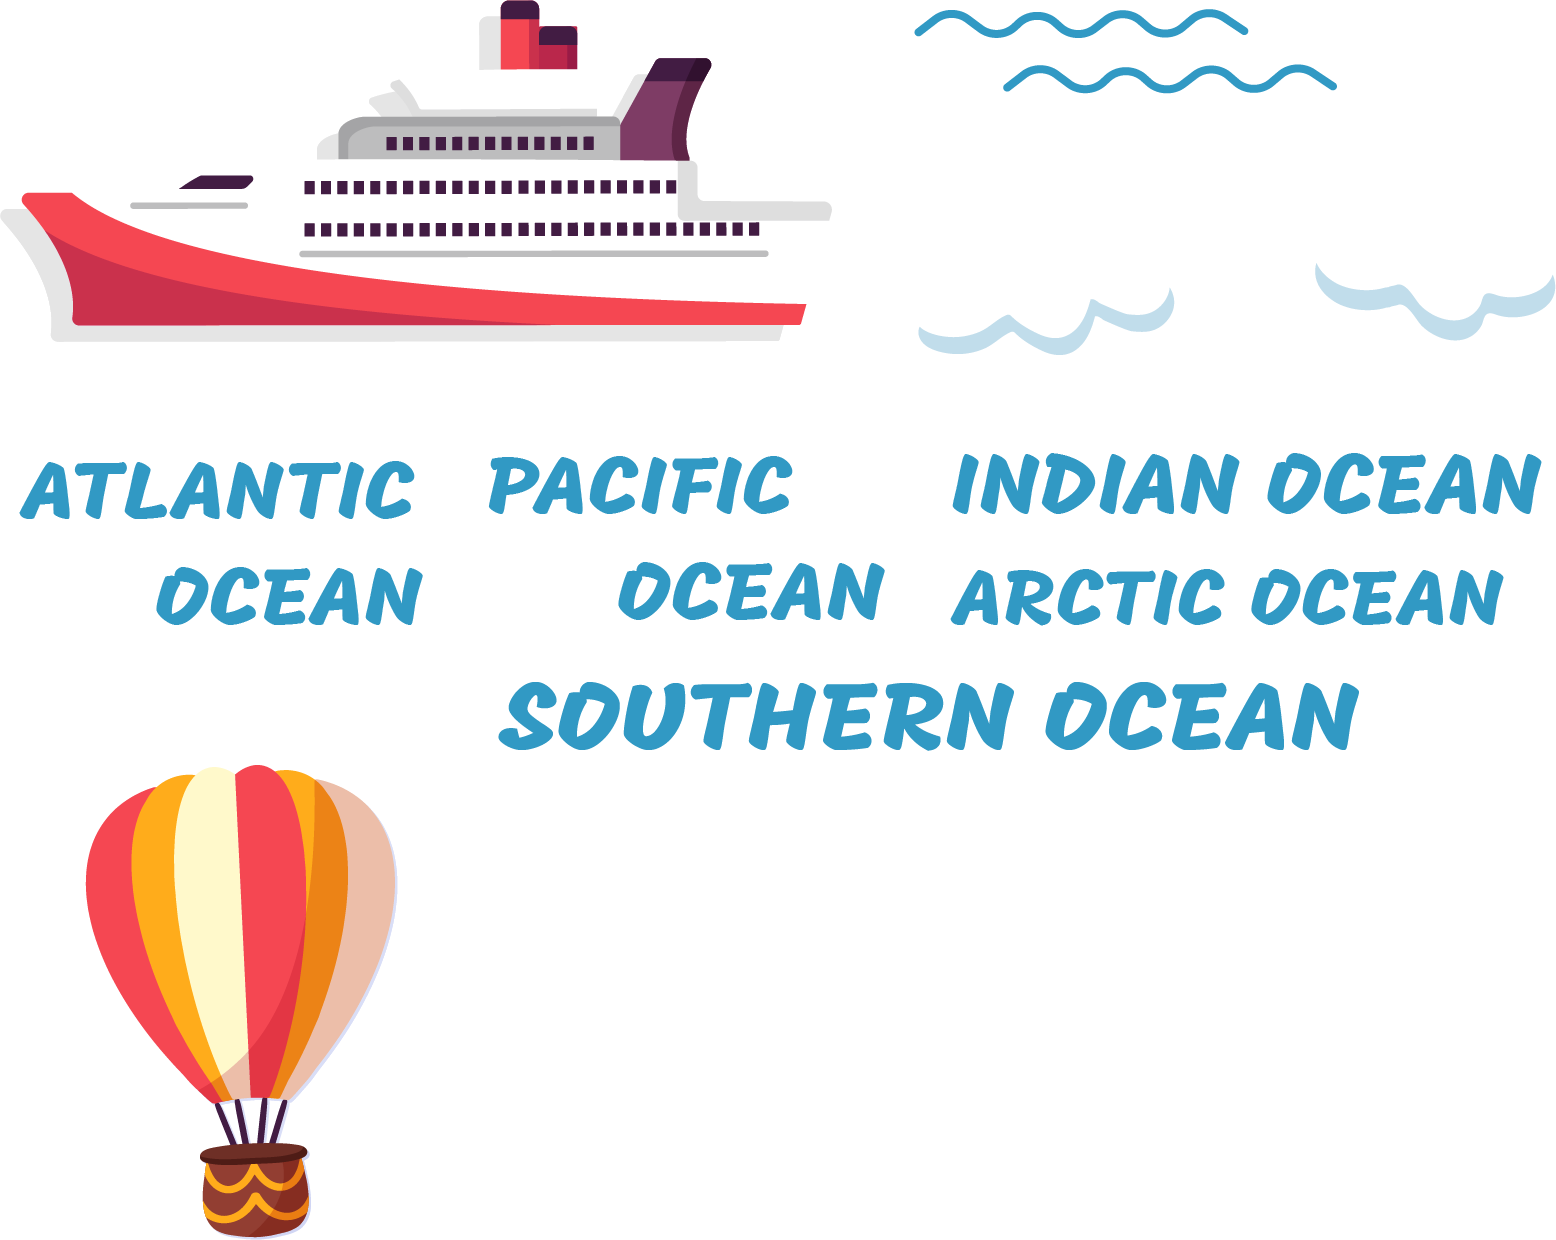 ATLANTIC
OCEAN
PACIFIC
OCEAN
INDIAN OCEAN
ARCTIC OCEAN
SOUTHERN OCEAN